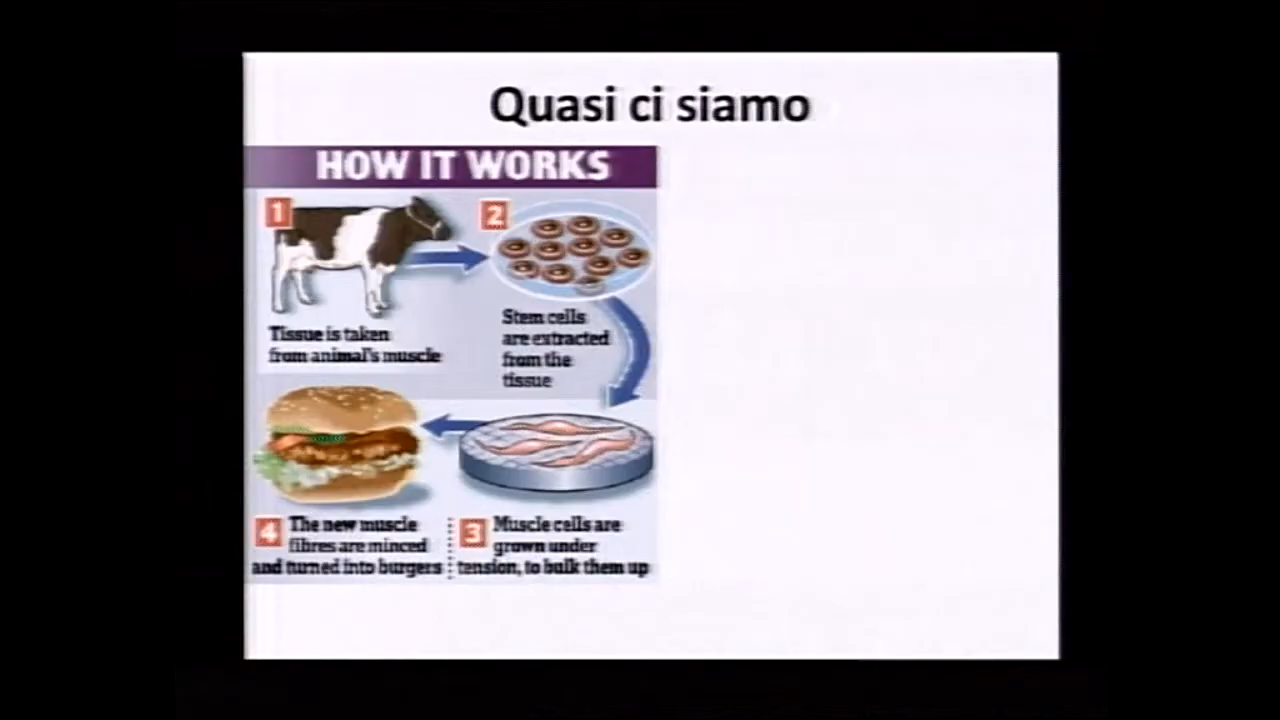 Quasi ci siamo
HOW IT WORKS
1
Tissue is taken
from animal's muscle
2
Stem cells
are extracted
from the
tissue
3 Muscle cells are
grown under
tension, to bulk them up
4 The new muscle
fibres are minced
and turned into burgers